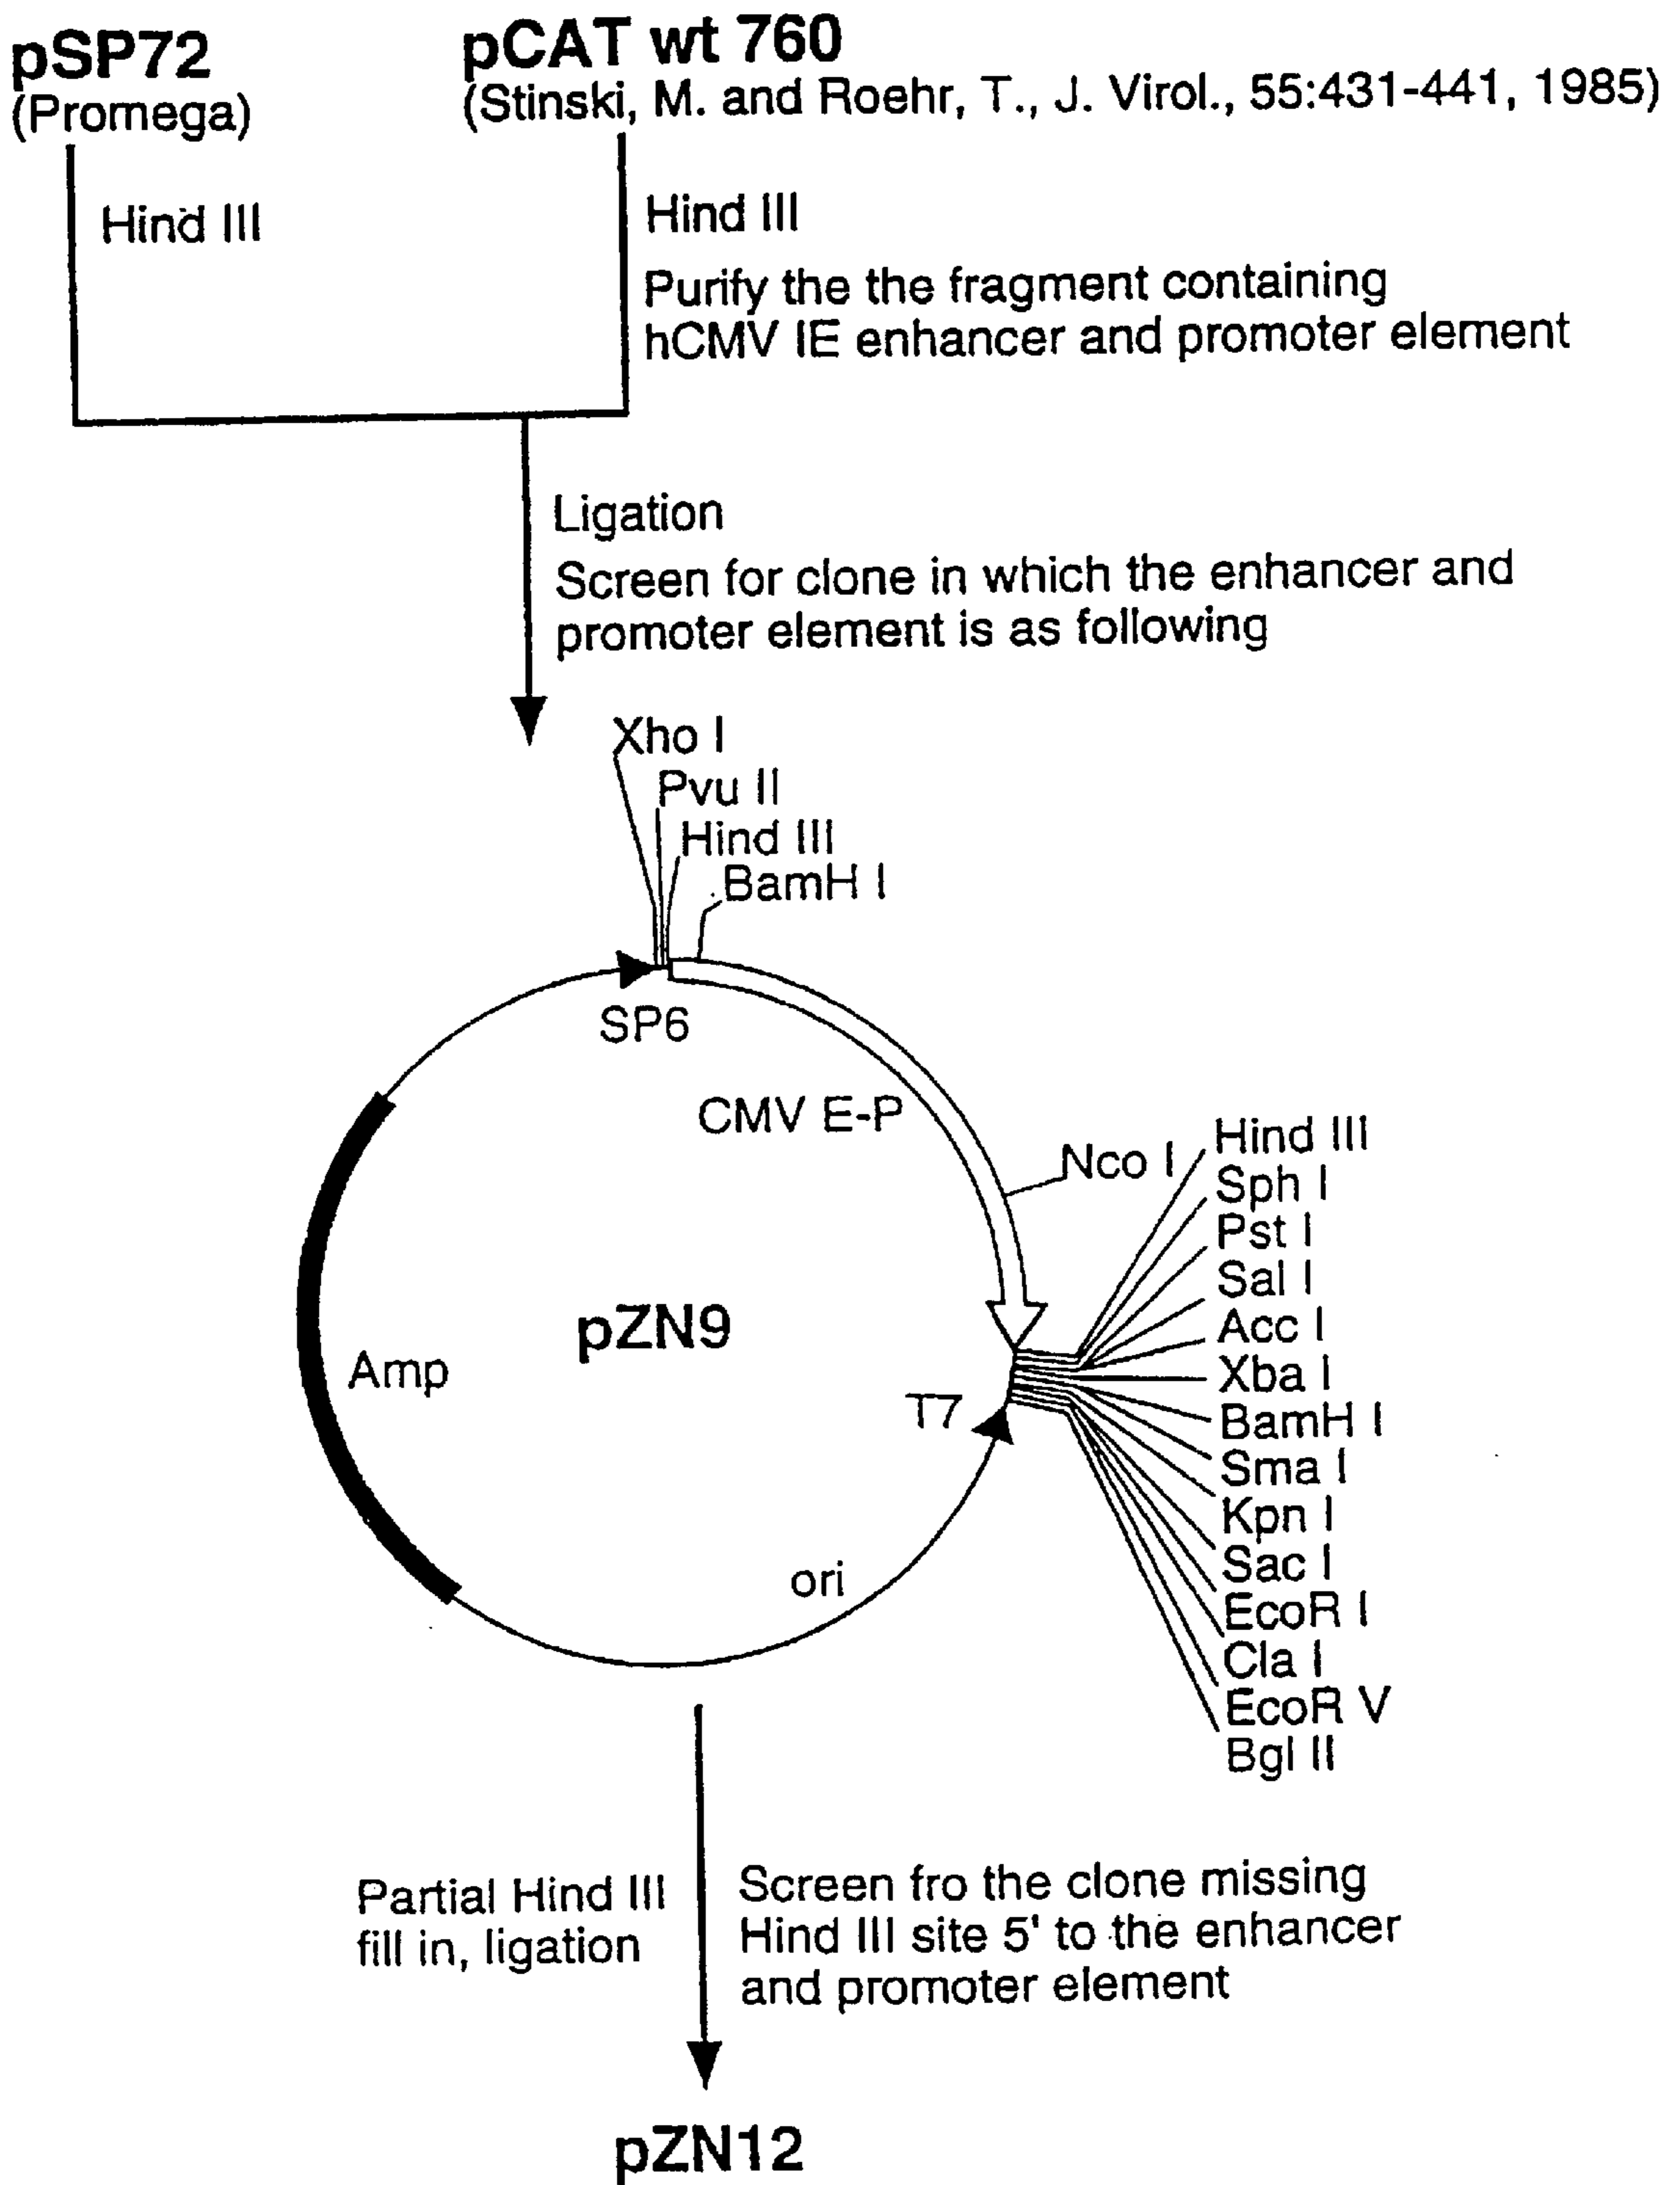 pSP72
(Promega)
pCAT wt 760
(Stinski, M. and Roehr, T., J. Virol., 55:431-441, 1985)
Hind III
Hind III
Purify the the fragment containing
hCMV IE enhancer and promoter element
Ligation
Screen for clone in which the enhancer and
promoter element is as following
Xho I
Pvu II
Hind III
BamH I
SP6
CMV E-P
Nco I
Hind III
Sph I
Pst I
Sal I
Acc I
Xba I
BamH I
Sma I
Kpn I
Sac I
EcoR I
Cla I
EcoR V
Bgl II
pZN9
Amp
T7
ori
Partial Hind III
fill in, ligation
Screen fro the clone missing
Hind III site 5' to the enhancer
and promoter element
pZN12